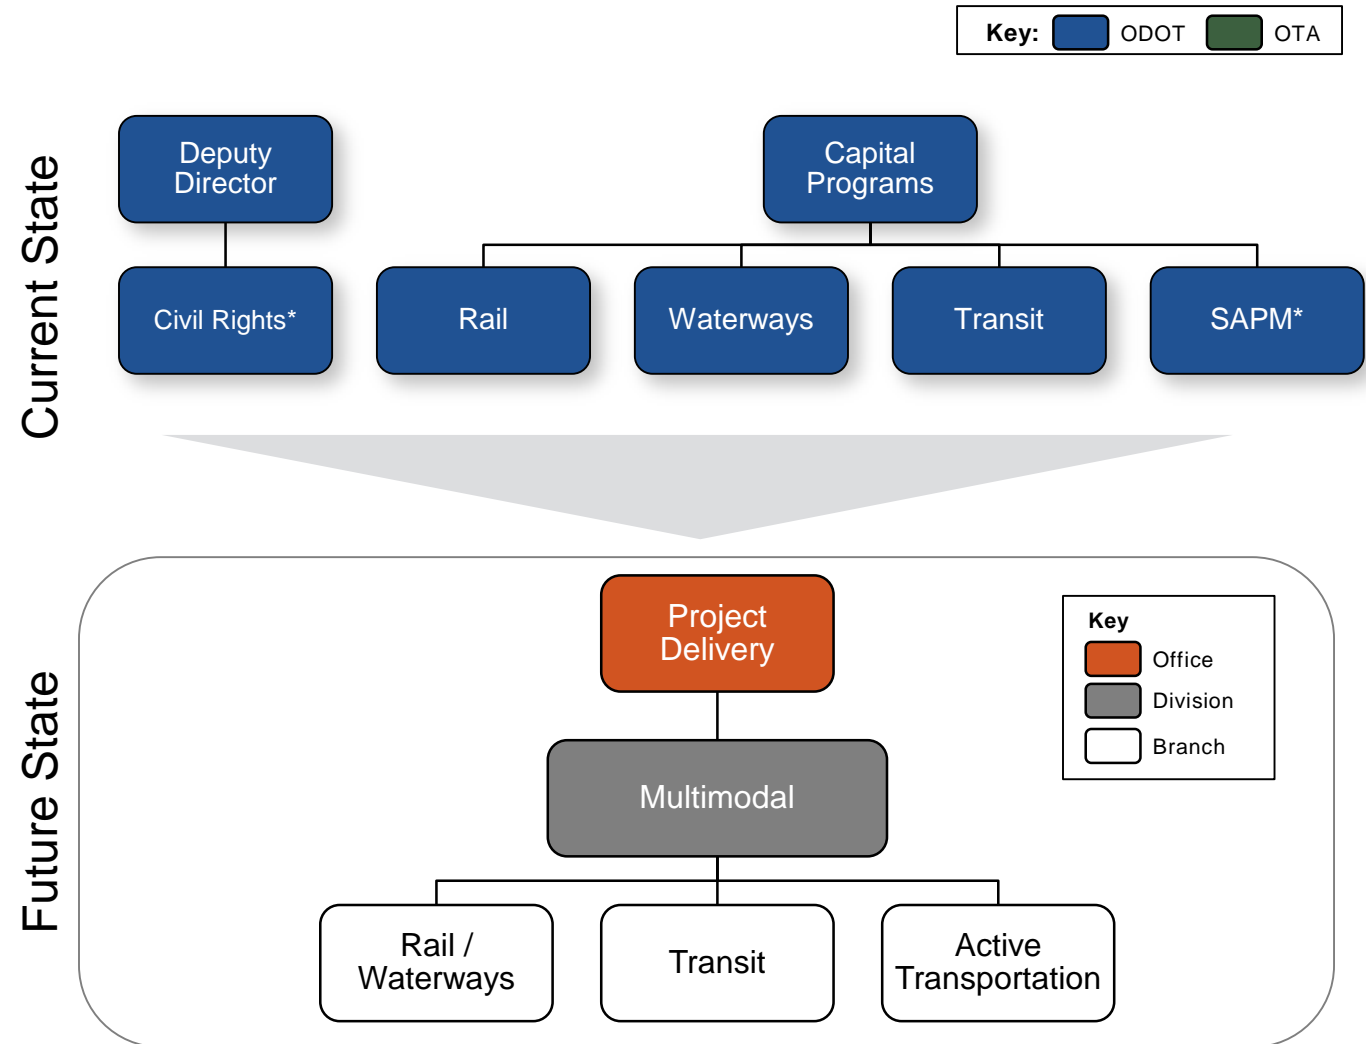 Key: ODOT OTA
Current State
Deputy
Director
Capital
Programs
Civil Rights*
Rail
Waterways
Transit
SAPM*
Future State
Project
Delivery
Key
Office
Division
Branch
Multimodal
Rail /
Waterways
Transit
Active
Transportation